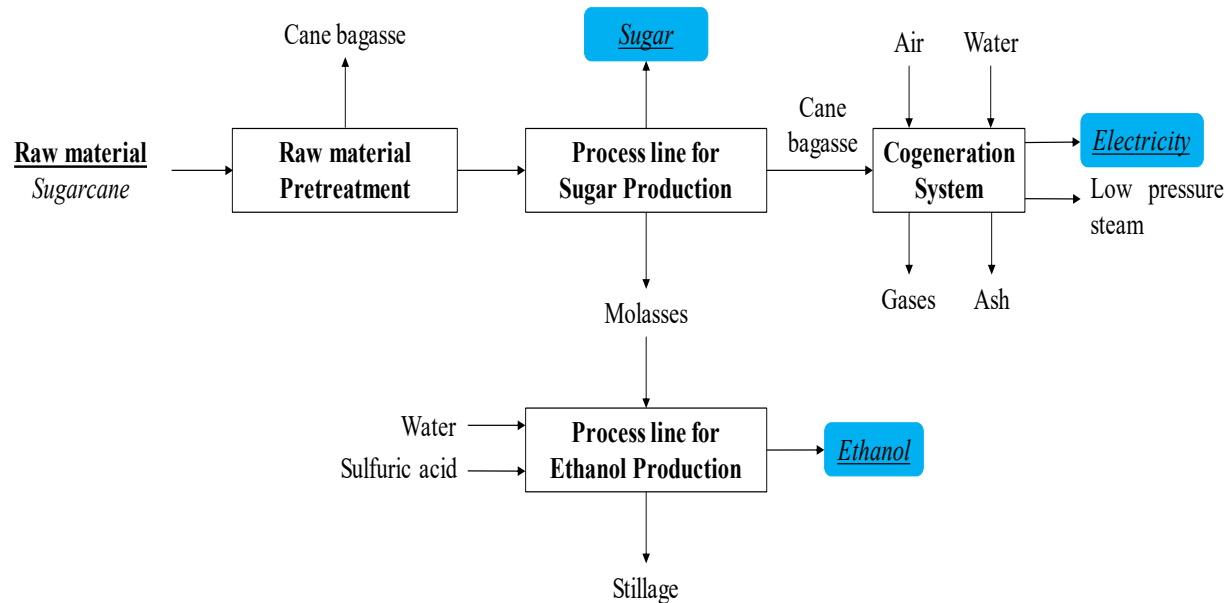 Cane bagasse
Sugar
Air
Water
Raw material
Sugarcane
Raw material
Pretreatment
Process line for
Sugar Production
Cane
bagasse
Cogeneration
System
Electricity
Low pressure
steam
Gases
Ash
Molasses
Water
Sulfuric acid
Process line for
Ethanol Production
Ethanol
Stillage